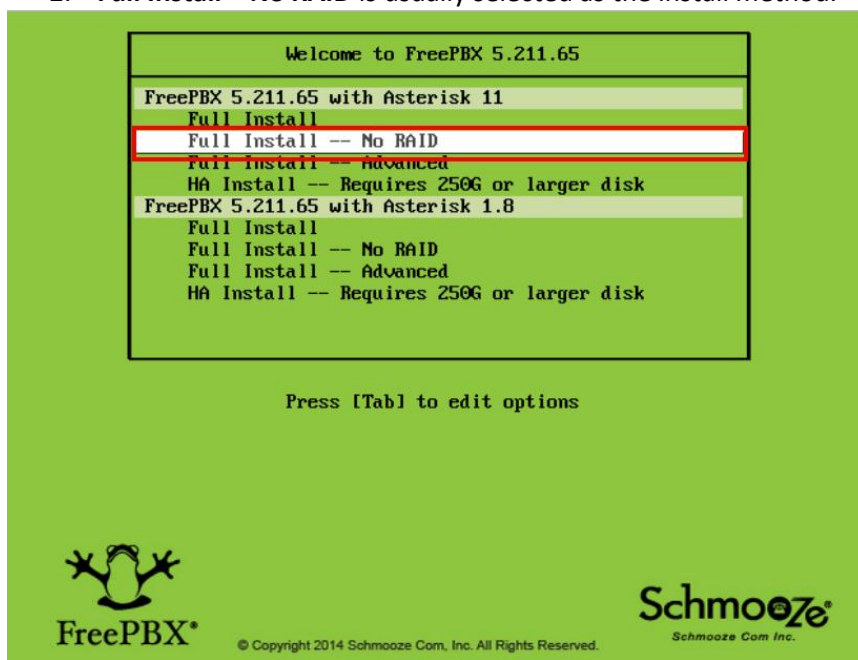 Welcome to FreePBX 5.211.65
FreePBX 5.211.65 with Asterisk 11
Full Install
Full Install -- No RAID
Full Install -- Advanced
HA Install -- Requires 250G or larger disk
FreePBX 5.211.65 with Asterisk 1.8
Full Install
Full Install -- No RAID
Full Install -- Advanced
HA Install -- Requires 250G or larger disk
Press [Tab] to edit options
FreePBX®
© Copyright 2014 Schmooze Com, Inc. All Rights Reserved.
Schmooze®
Schmooze Com Inc.